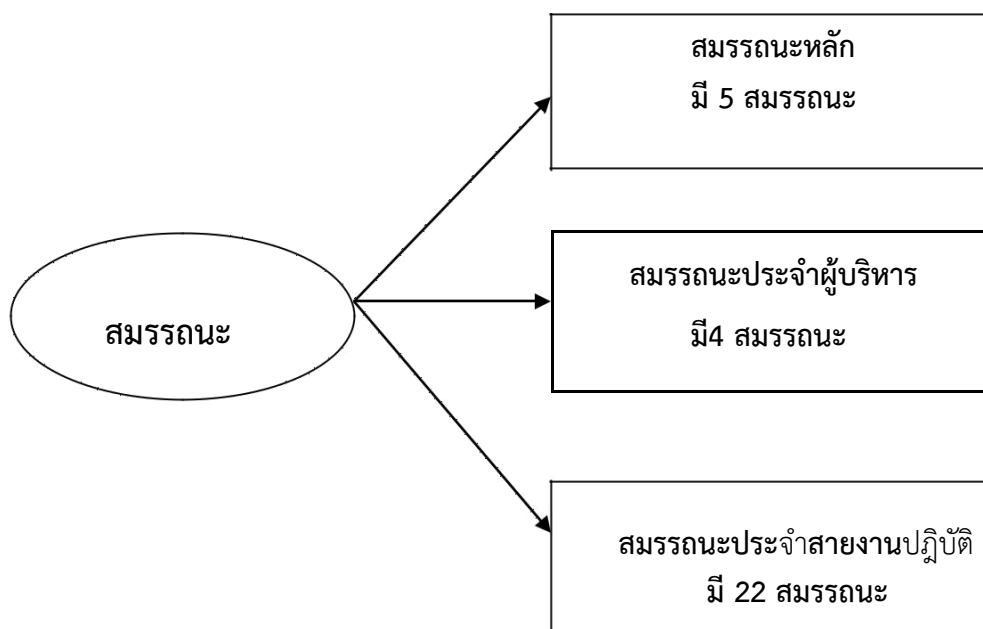 สมรรถนะหลัก
มี 5 สมรรถนะ
สมรรถนะประจำผู้บริหาร
มี4 สมรรถนะ
สมรรถนะ
สมรรถนะประจำสายงานปฎิบัติ
มี 22 สมรรถนะ